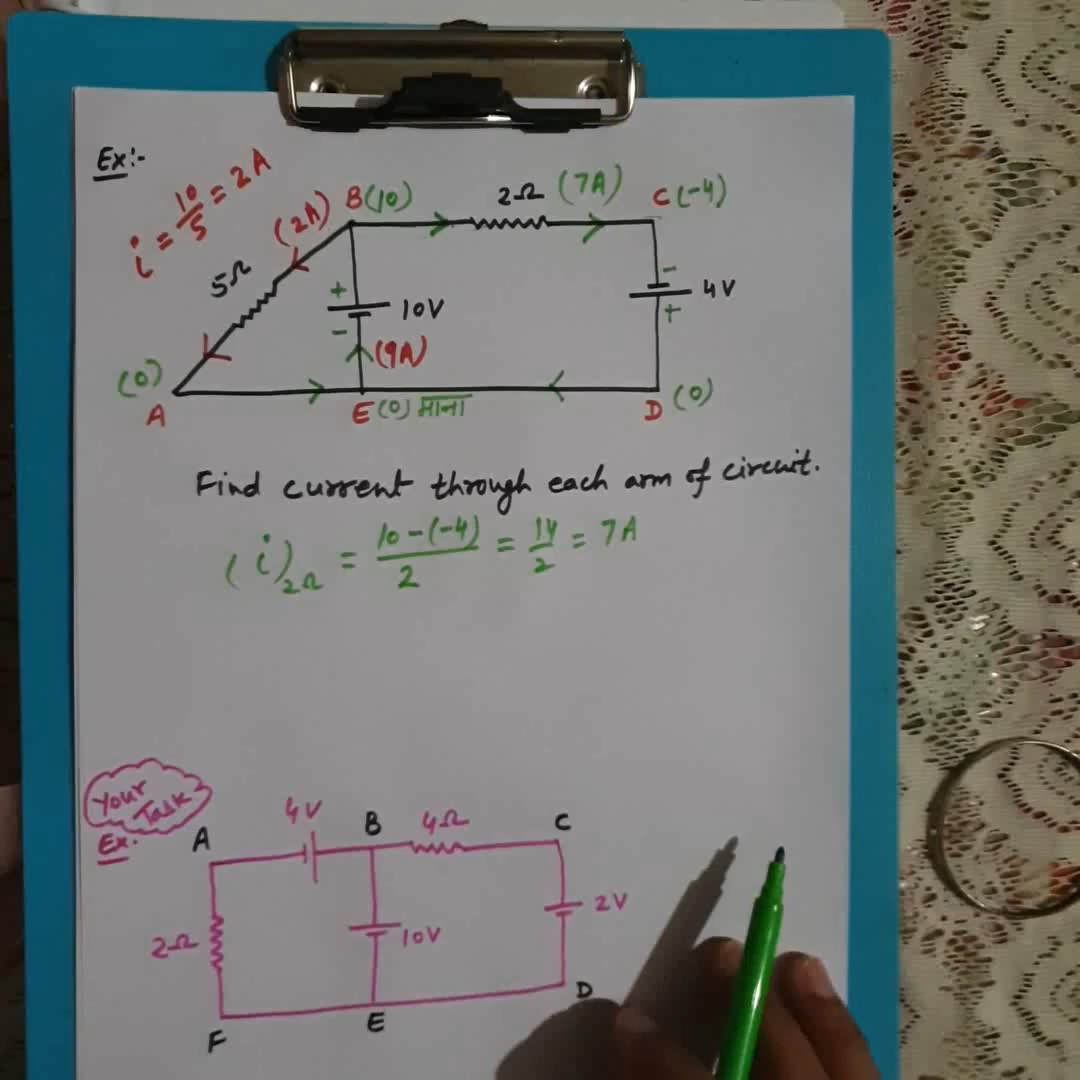 Ex:-
i = 10/5 = 2A
(2A)
B (10)
2Ω (7A)
C (-4)
5Ω
+
-
10V
-
+
4V
(9A)
(0)
A
E (0) माना
D (0)
Find current through each arm of circuit.
(i)2Ω = 10-(-4)/2 = 14/2 = 7A
Your
Task
Ex.
A
4V
B
4Ω
C
2Ω
10V
2V
F
E
D